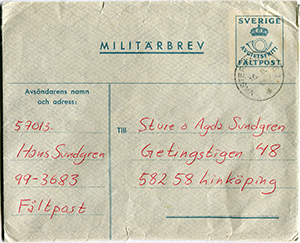 SVERIGE
AVGIFTSFRITT
FÄLTPOST
MILITÄRBREV
Avsändarens namn
och adress:
57013-
Hans Sundgren
99-3683
Fältpost
Till
Sture o Agda Sundgren
Getingstigen 48
582 58 Linköping